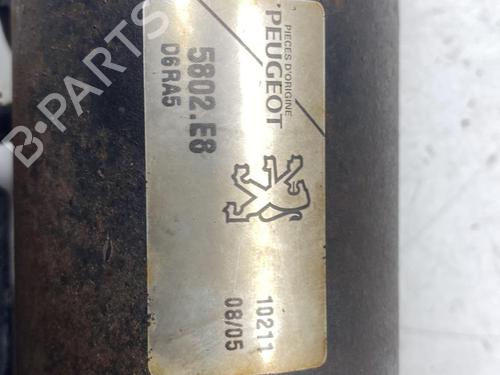 PIECES D'ORIGINE
PEUGEOT
5802.E8
D6RA5
10211
08/05
B-PARTS